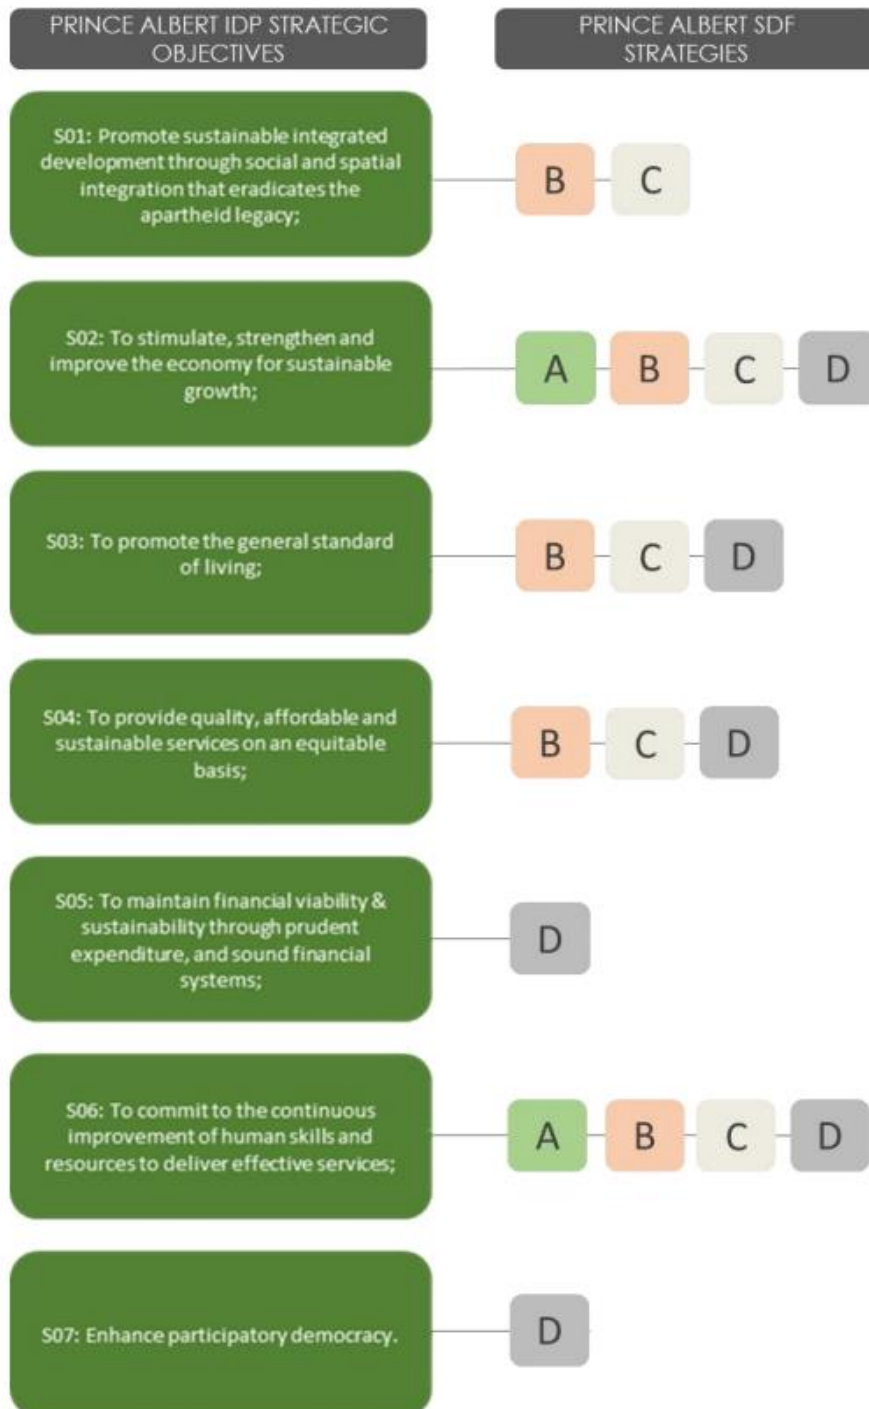 PRINCE ALBERT IDP STRATEGIC
OBJECTIVES
PRINCE ALBERT SDF
STRATEGIES
S01: Promote sustainable integrated
development through social and spatial
integration that eradicates the
apartheid legacy;
B C
S02: To stimulate, strengthen and
improve the economy for sustainable
growth;
A B C D
S03: To promote the general standard
of living;
B C D
S04: To provide quality, affordable and
sustainable services on an equitable
basis;
B C D
S05: To maintain financial viability &
sustainability through prudent
expenditure, and sound financial
systems;
D
S06: To commit to the continuous
improvement of human skills and
resources to deliver effective services;
A B C D
S07: Enhance participatory democracy.
D